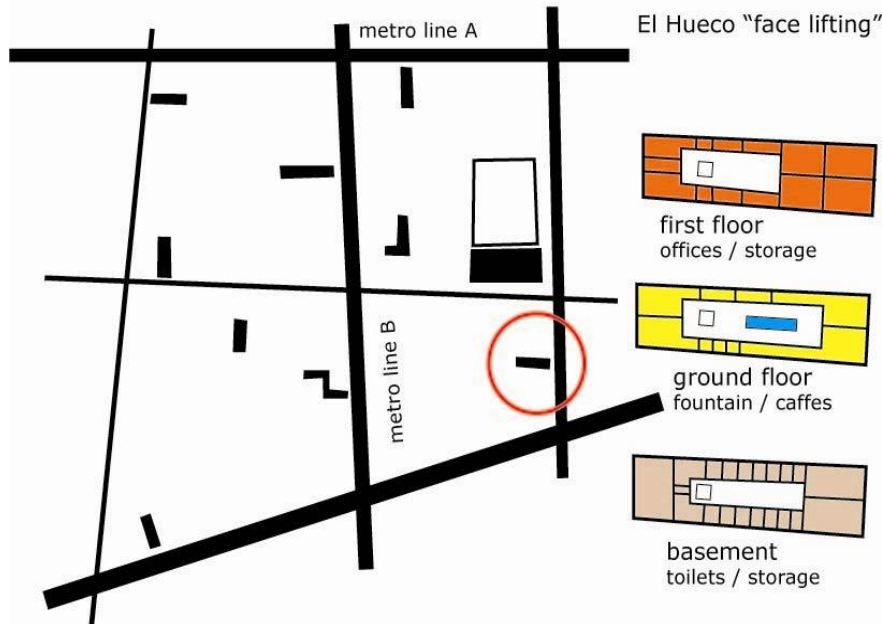 metro line A
El Hueco “face lifting”
first floor
offices / storage
metro line B
ground floor
fountain / caffes
basement
toilets / storage